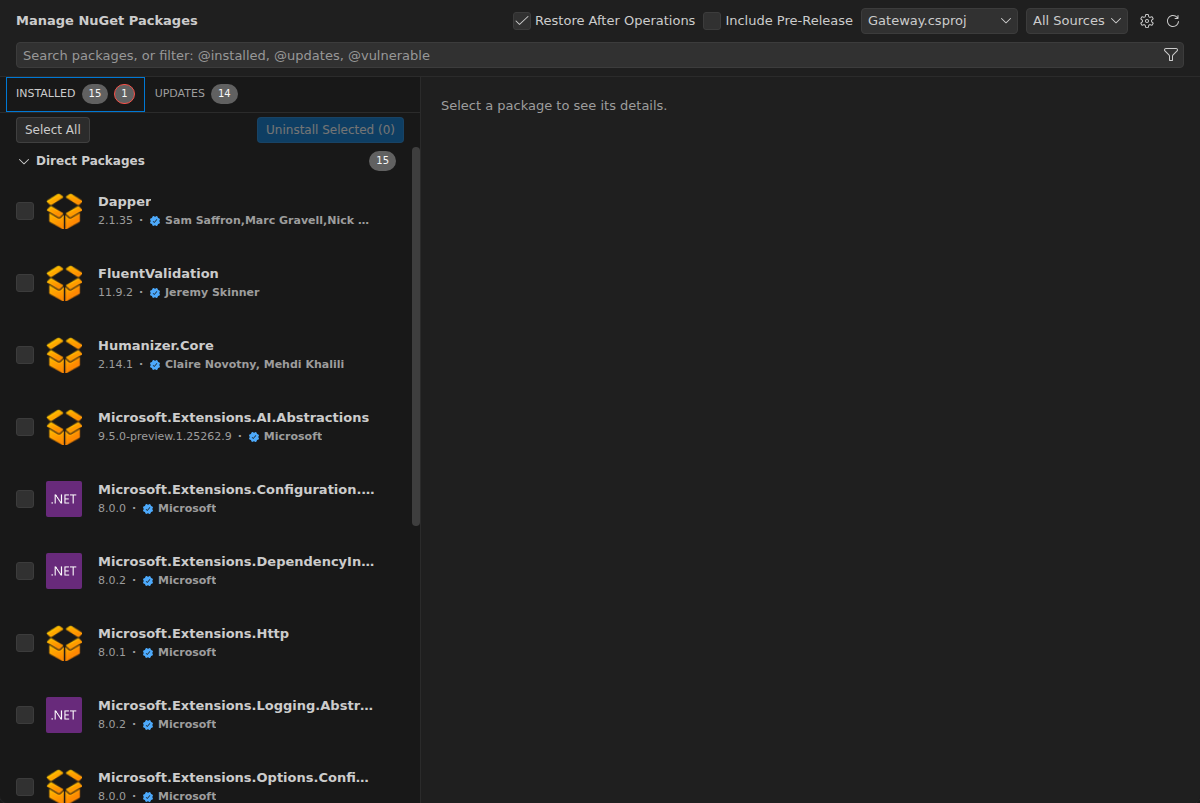 Manage NuGet Packages
Restore After Operations
Include Pre-Release
Gateway.csproj
All Sources
Search packages, or filter: @installed, @updates, @vulnerable
INSTALLED 15 1 UPDATES 14
Select a package to see its details.
Select All
Uninstall Selected (0)
Direct Packages 15
Dapper
2.1.35 · Sam Saffron,Marc Gravell,Nick …
FluentValidation
11.9.2 · Jeremy Skinner
Humanizer.Core
2.14.1 · Claire Novotny, Mehdi Khalili
Microsoft.Extensions.AI.Abstractions
9.5.0-preview.1.25262.9 · Microsoft
.NET
Microsoft.Extensions.Configuration.…
8.0.0 · Microsoft
.NET
Microsoft.Extensions.DependencyIn…
8.0.2 · Microsoft
Microsoft.Extensions.Http
8.0.1 · Microsoft
.NET
Microsoft.Extensions.Logging.Abstr…
8.0.2 · Microsoft
Microsoft.Extensions.Options.Confi…
8.0.0 · Microsoft